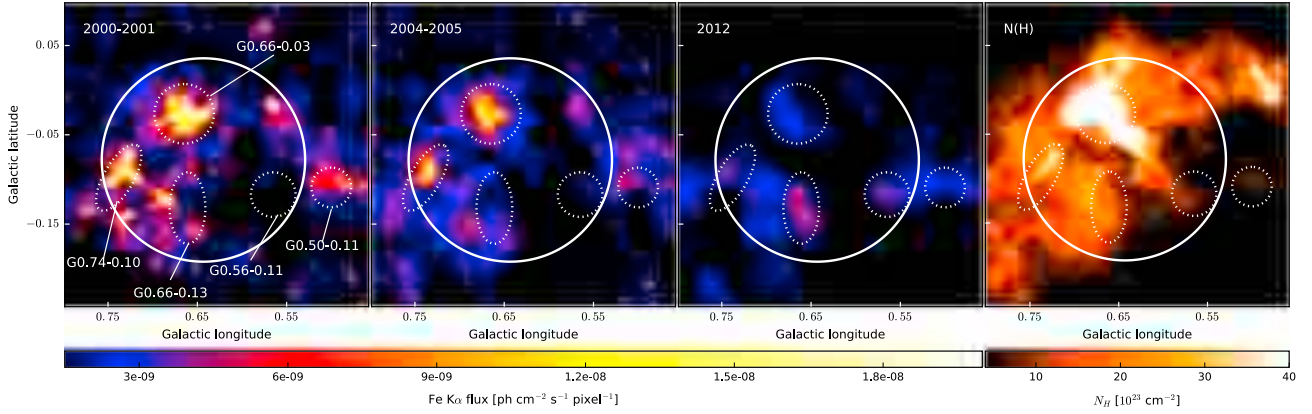 2000-2001
2004-2005
2012
N(H)
G0.66-0.03
G0.50-0.11
G0.74-0.10
G0.56-0.11
G0.66-0.13
0.05
−0.05
−0.15
Galactic latitude
0.75 0.65 0.55
0.75 0.65 0.55
0.75 0.65 0.55
0.75 0.65 0.55
Galactic longitude
Galactic longitude
Galactic longitude
Galactic longitude
3e-09 6e-09 9e-09 1.2e-08 1.5e-08 1.8e-08
10 20 30 40
Fe Kα flux [ph cm⁻² s⁻¹ pixel⁻¹]
N_H [10²³ cm⁻²]